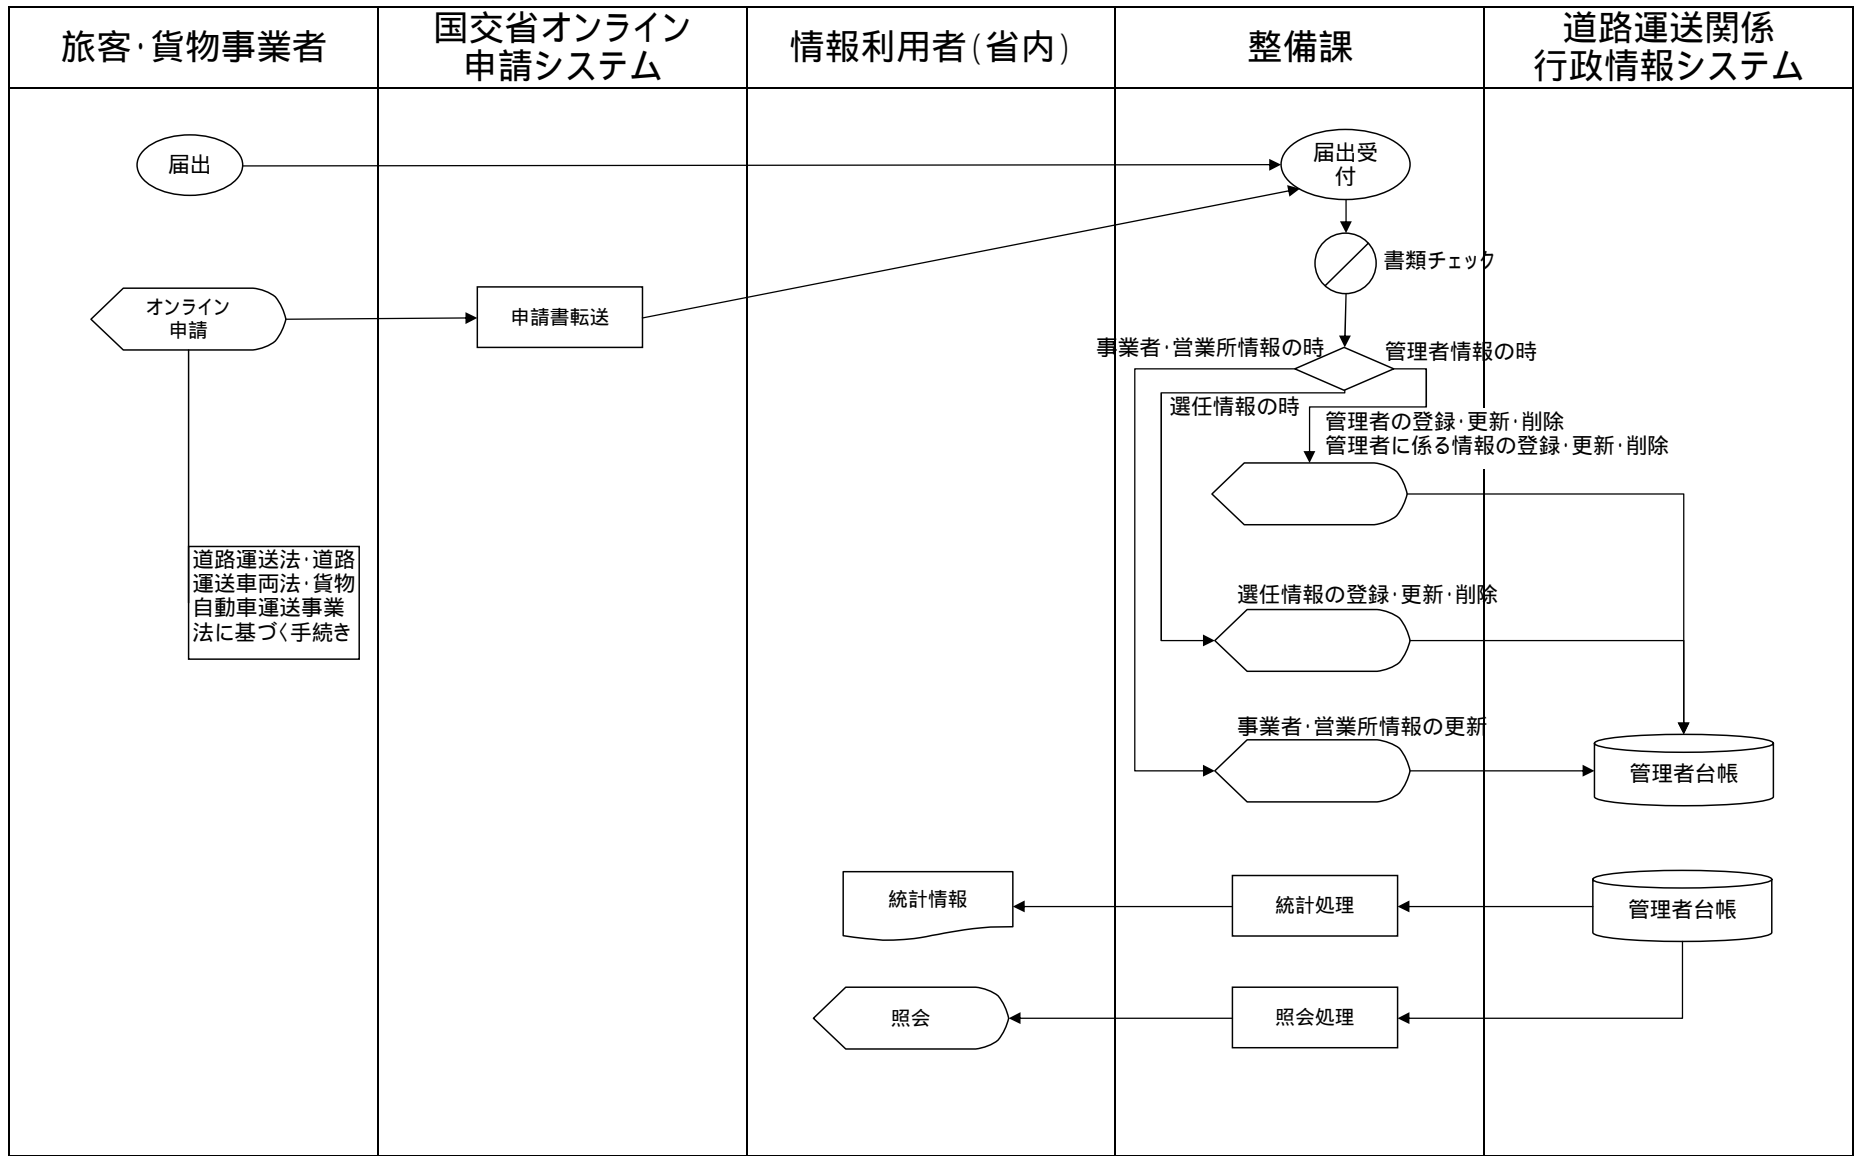 旅客･貨物事業者
国交省オンライン
申請システム
情報利用者(省内)
整備課
道路運送関係
行政情報システム
届出
届出受
付
書類チェック
オンライン
申請
申請書転送
事業者･営業所情報の時
管理者情報の時
選任情報の時
管理者の登録･更新･削除
管理者に係る情報の登録･更新･削除
道路運送法･道路
運送車両法･貨物
自動車運送事業
法に基づく手続き
選任情報の登録･更新･削除
事業者･営業所情報の更新
管理者台帳
統計情報
統計処理
管理者台帳
照会
照会処理